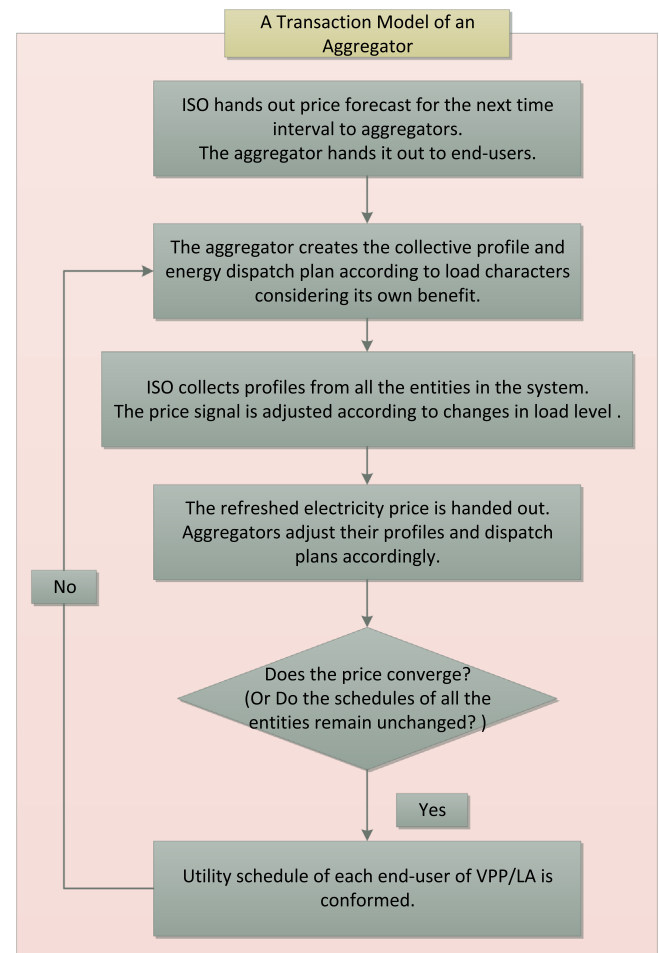 A Transaction Model of an
Aggregator
ISO hands out price forecast for the next time
interval to aggregators.
The aggregator hands it out to end-users.
The aggregator creates the collective profile and
energy dispatch plan according to load characters
considering its own benefit.
ISO collects profiles from all the entities in the system.
The price signal is adjusted according to changes in load level .
The refreshed electricity price is handed out.
Aggregators adjust their profiles and dispatch
plans accordingly.
No
Does the price converge?
(Or Do the schedules of all the
entities remain unchanged? )
Yes
Utility schedule of each end-user of VPP/LA is
conformed.